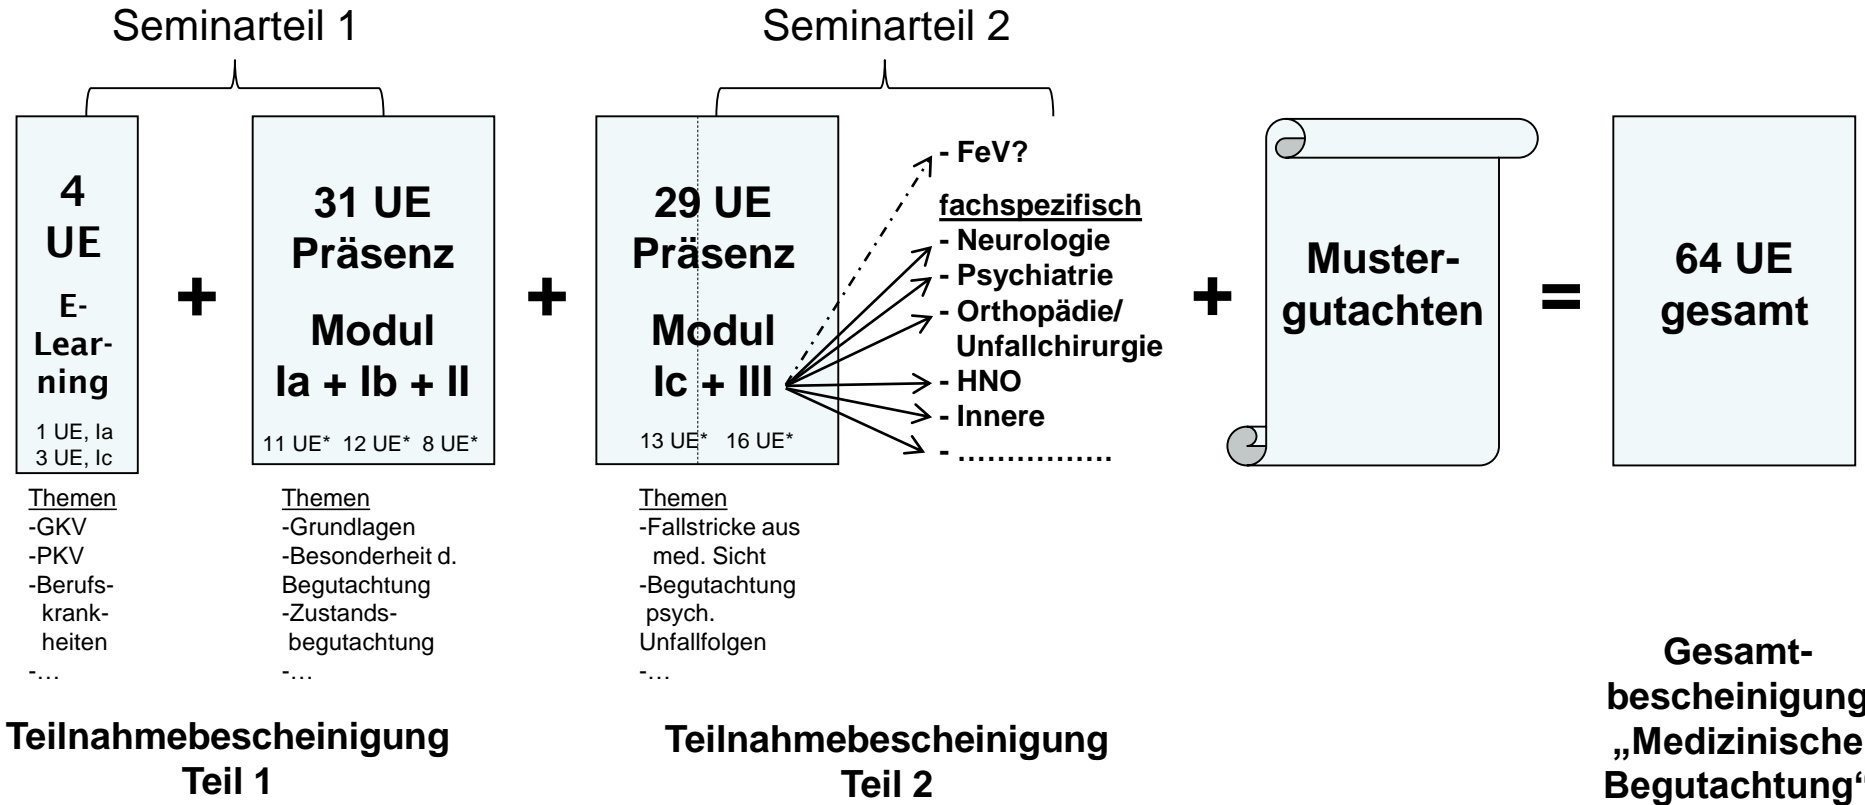 Seminarteil 1
Seminarteil 2
4
UE
E-
Lear-
ning
1 UE, Ia
3 UE, Ic
+
31 UE
Präsenz
Modul
Ia + Ib + II
11 UE* 12 UE* 8 UE*
+
29 UE
Präsenz
Modul
Ic + III
13 UE* 16 UE*
- FeV?
fachspezifisch
- Neurologie
- Psychiatrie
- Orthopädie/
Unfallchirurgie
- HNO
- Innere
- ................
+
Muster-
gutachten
=
64 UE
gesamt
Themen
-GKV
-PKV
-Berufs-
krank-
heiten
-...
Themen
-Grundlagen
-Besonderheit d.
Begutachtung
-Zustands-
begutachtung
-...
Themen
-Fallstricke aus
med. Sicht
-Begutachtung
psych.
Unfallfolgen
-...
Teilnahmebescheinigung
Teil 1
Teilnahmebescheinigung
Teil 2
Gesamt-
bescheinigung
„Medizinische
Begutachtung“